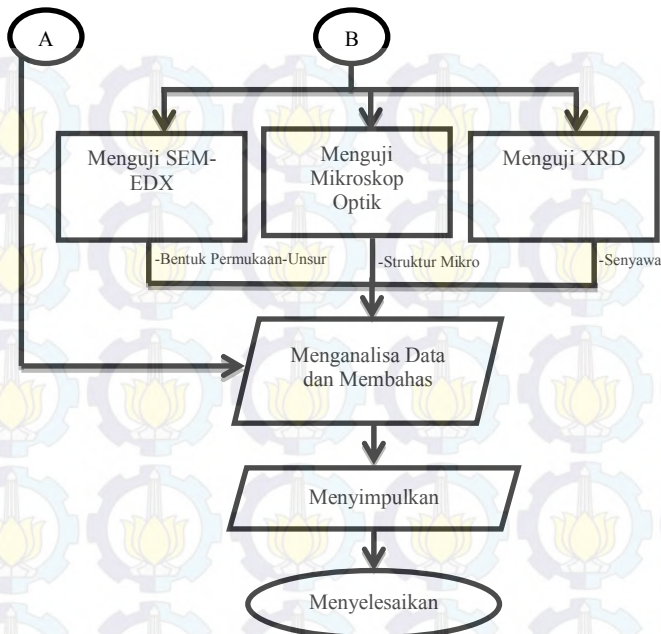 A
B
Menguji SEM-
EDX
Menguji
Mikroskop
Optik
Menguji XRD
-Bentuk Permukaan-Unsur
-Struktur Mikro
-Senyawa
Menganalisa Data
dan Membahas
Menyimpulkan
Menyelesaikan